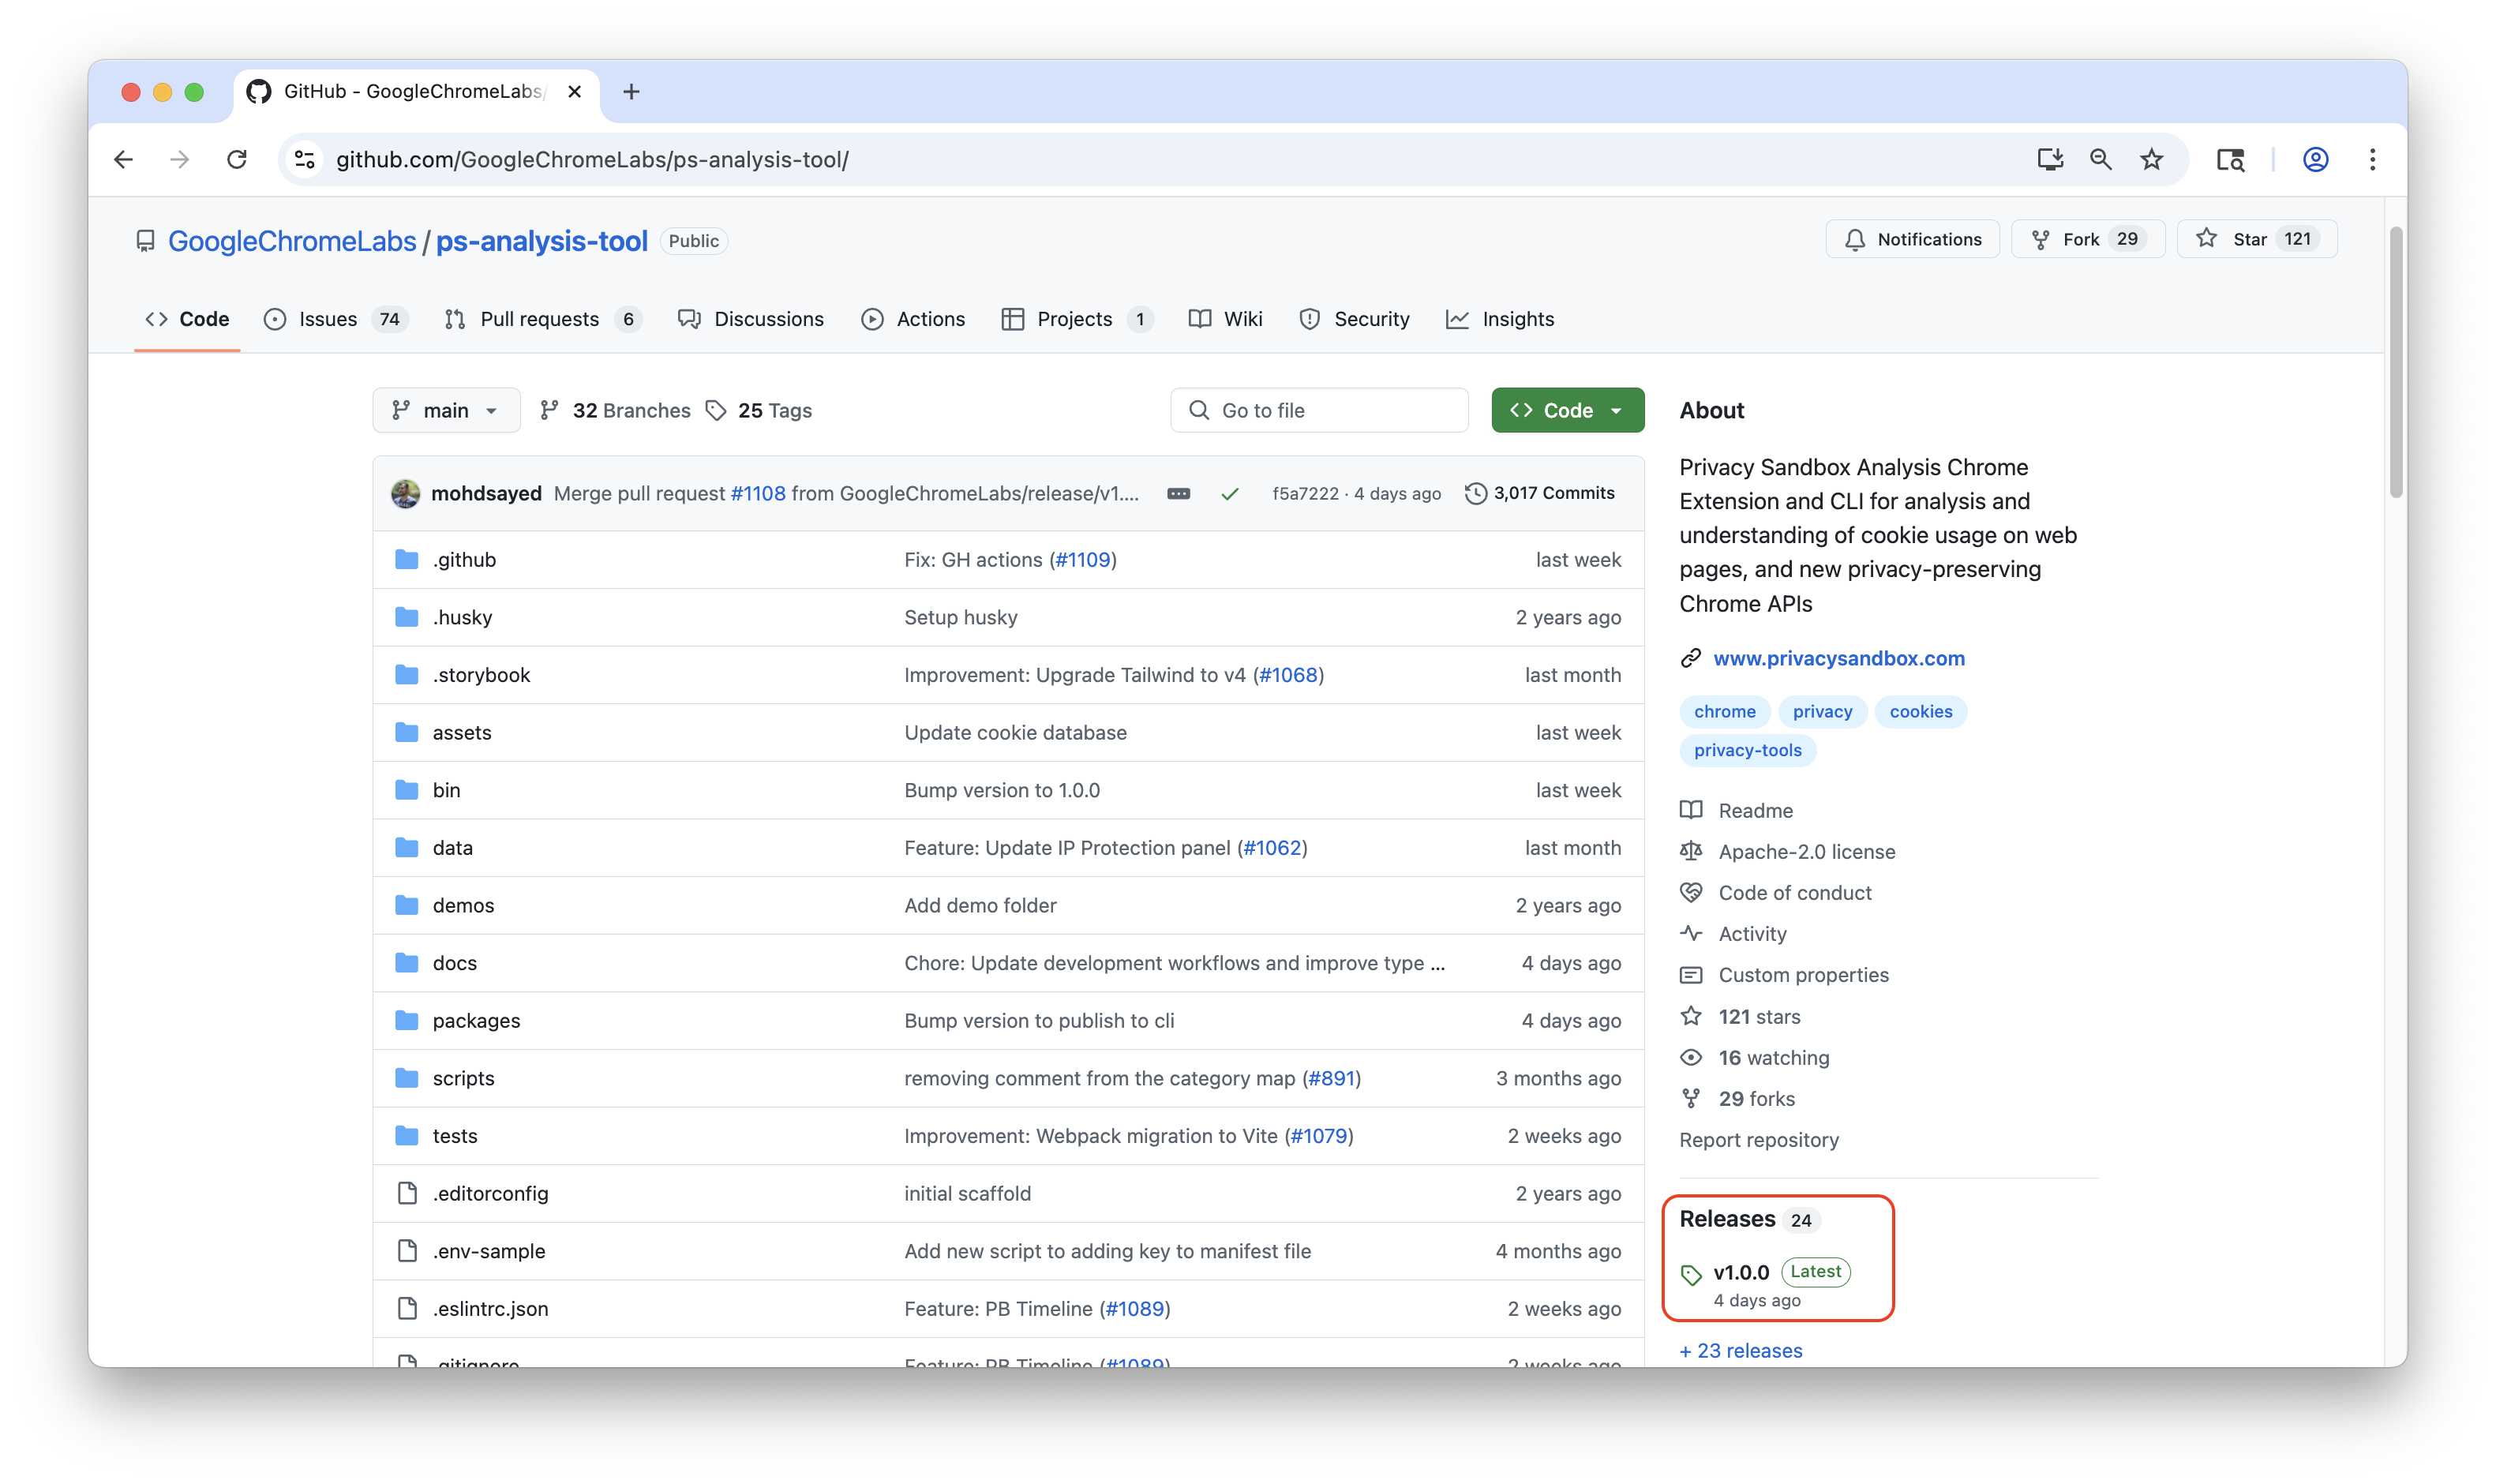 GitHub - GoogleChromeLabs/
github.com/GoogleChromeLabs/ps-analysis-tool/
GoogleChromeLabs / ps-analysis-tool Public
Notifications Fork 29 Star 121
Code Issues 74 Pull requests 6 Discussions Actions Projects 1 Wiki Security Insights
main 32 Branches 25 Tags Go to file Code
mohdsayed Merge pull request #1108 from GoogleChromeLabs/release/v1.... f5a7222 · 4 days ago 3,017 Commits
.github Fix: GH actions (#1109) last week
.husky Setup husky 2 years ago
.storybook Improvement: Upgrade Tailwind to v4 (#1068) last month
assets Update cookie database last week
bin Bump version to 1.0.0 last week
data Feature: Update IP Protection panel (#1062) last month
demos Add demo folder 2 years ago
docs Chore: Update development workflows and improve type ... 4 days ago
packages Bump version to publish to cli 4 days ago
scripts removing comment from the category map (#891) 3 months ago
tests Improvement: Webpack migration to Vite (#1079) 2 weeks ago
.editorconfig initial scaffold 2 years ago
.env-sample Add new script to adding key to manifest file 4 months ago
.eslintrc.json Feature: PB Timeline (#1089) 2 weeks ago
.gitignore Feature: PB Timeline (#1089) 2 weeks ago
About
Privacy Sandbox Analysis Chrome
Extension and CLI for analysis and
understanding of cookie usage on web
pages, and new privacy-preserving
Chrome APIs
www.privacysandbox.com
chrome privacy cookies
privacy-tools
Readme
Apache-2.0 license
Code of conduct
Activity
Custom properties
121 stars
16 watching
29 forks
Report repository
Releases 24
v1.0.0 Latest
4 days ago
+ 23 releases